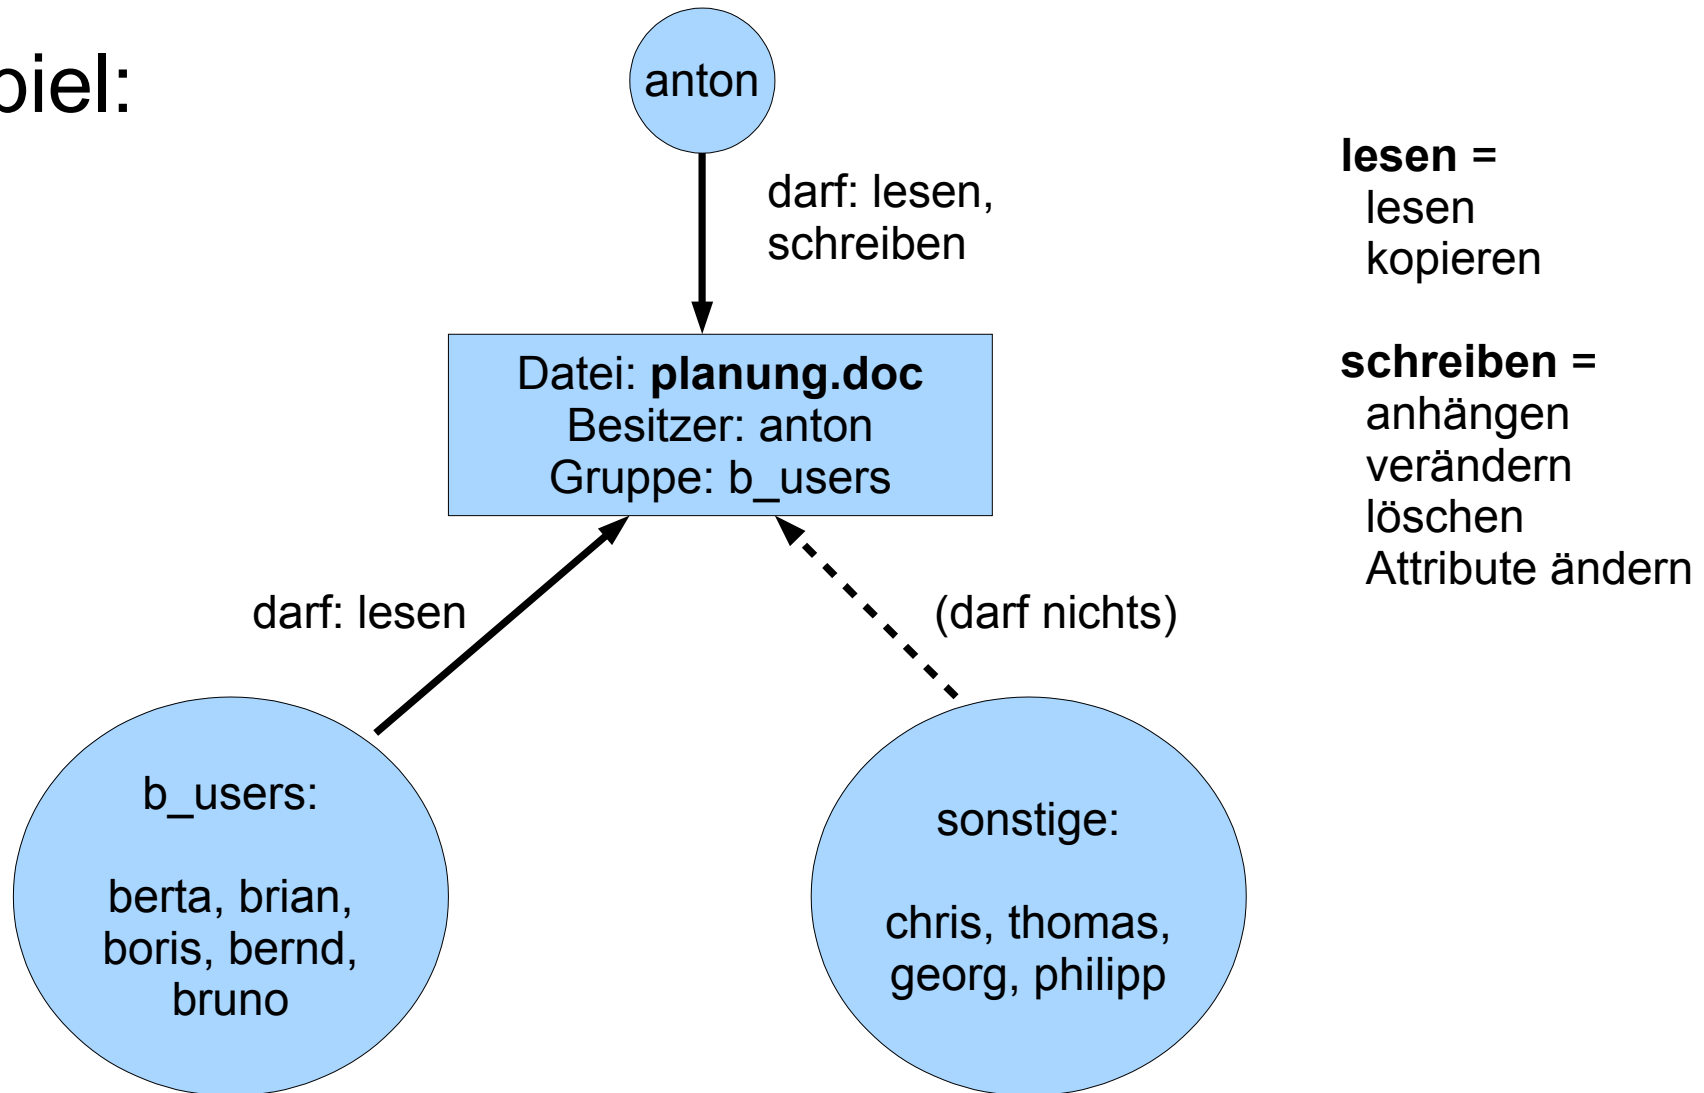 piel:
anton
darf: lesen,
schreiben
Datei: planung.doc
Besitzer: anton
Gruppe: b_users
darf: lesen
(darf nichts)
b_users:
berta, brian,
boris, bernd,
bruno
sonstige:
chris, thomas,
georg, philipp
lesen =
lesen
kopieren
schreiben =
anhängen
verändern
löschen
Attribute ändern